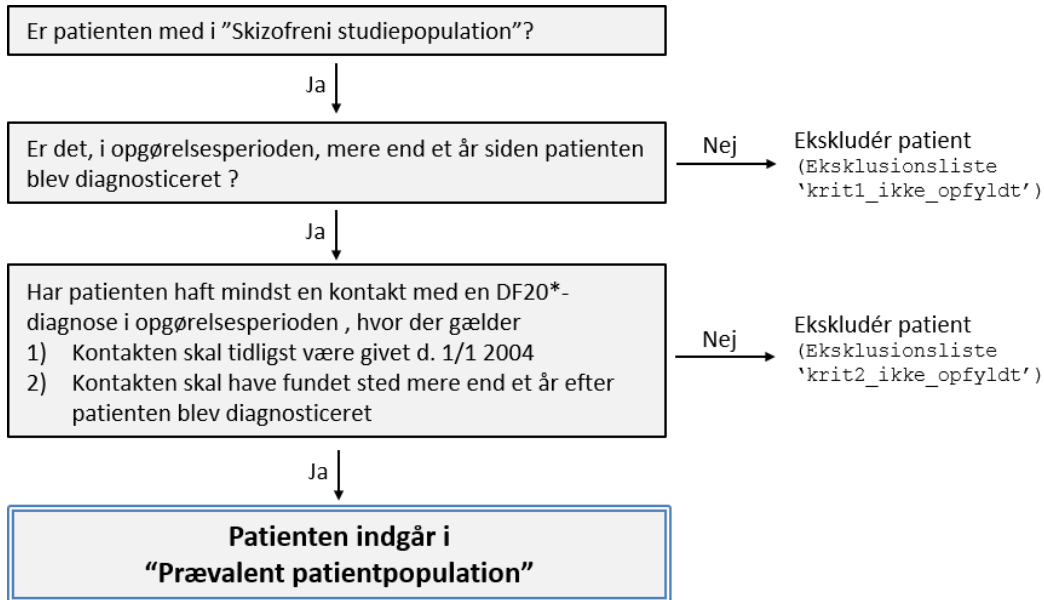 Er patienten med i ”Skizofreni studiepopulation”?
Ja
Er det, i opgørelsesperioden, mere end et år siden patienten
blev diagnosticeret ?
Nej
Ekskludér patient
(Eksklusionsliste
‘krit1_ikke_opfyldt’)
Ja
Har patienten haft mindst en kontakt med en DF20*-
diagnose i opgørelsesperioden , hvor der gælder
1) Kontakten skal tidligst være givet d. 1/1 2004
2) Kontakten skal have fundet sted mere end et år efter
patienten blev diagnosticeret
Nej
Ekskludér patient
(Eksklusionsliste
‘krit2_ikke_opfyldt’)
Ja
Patienten indgår i
“Prævalent patientpopulation”